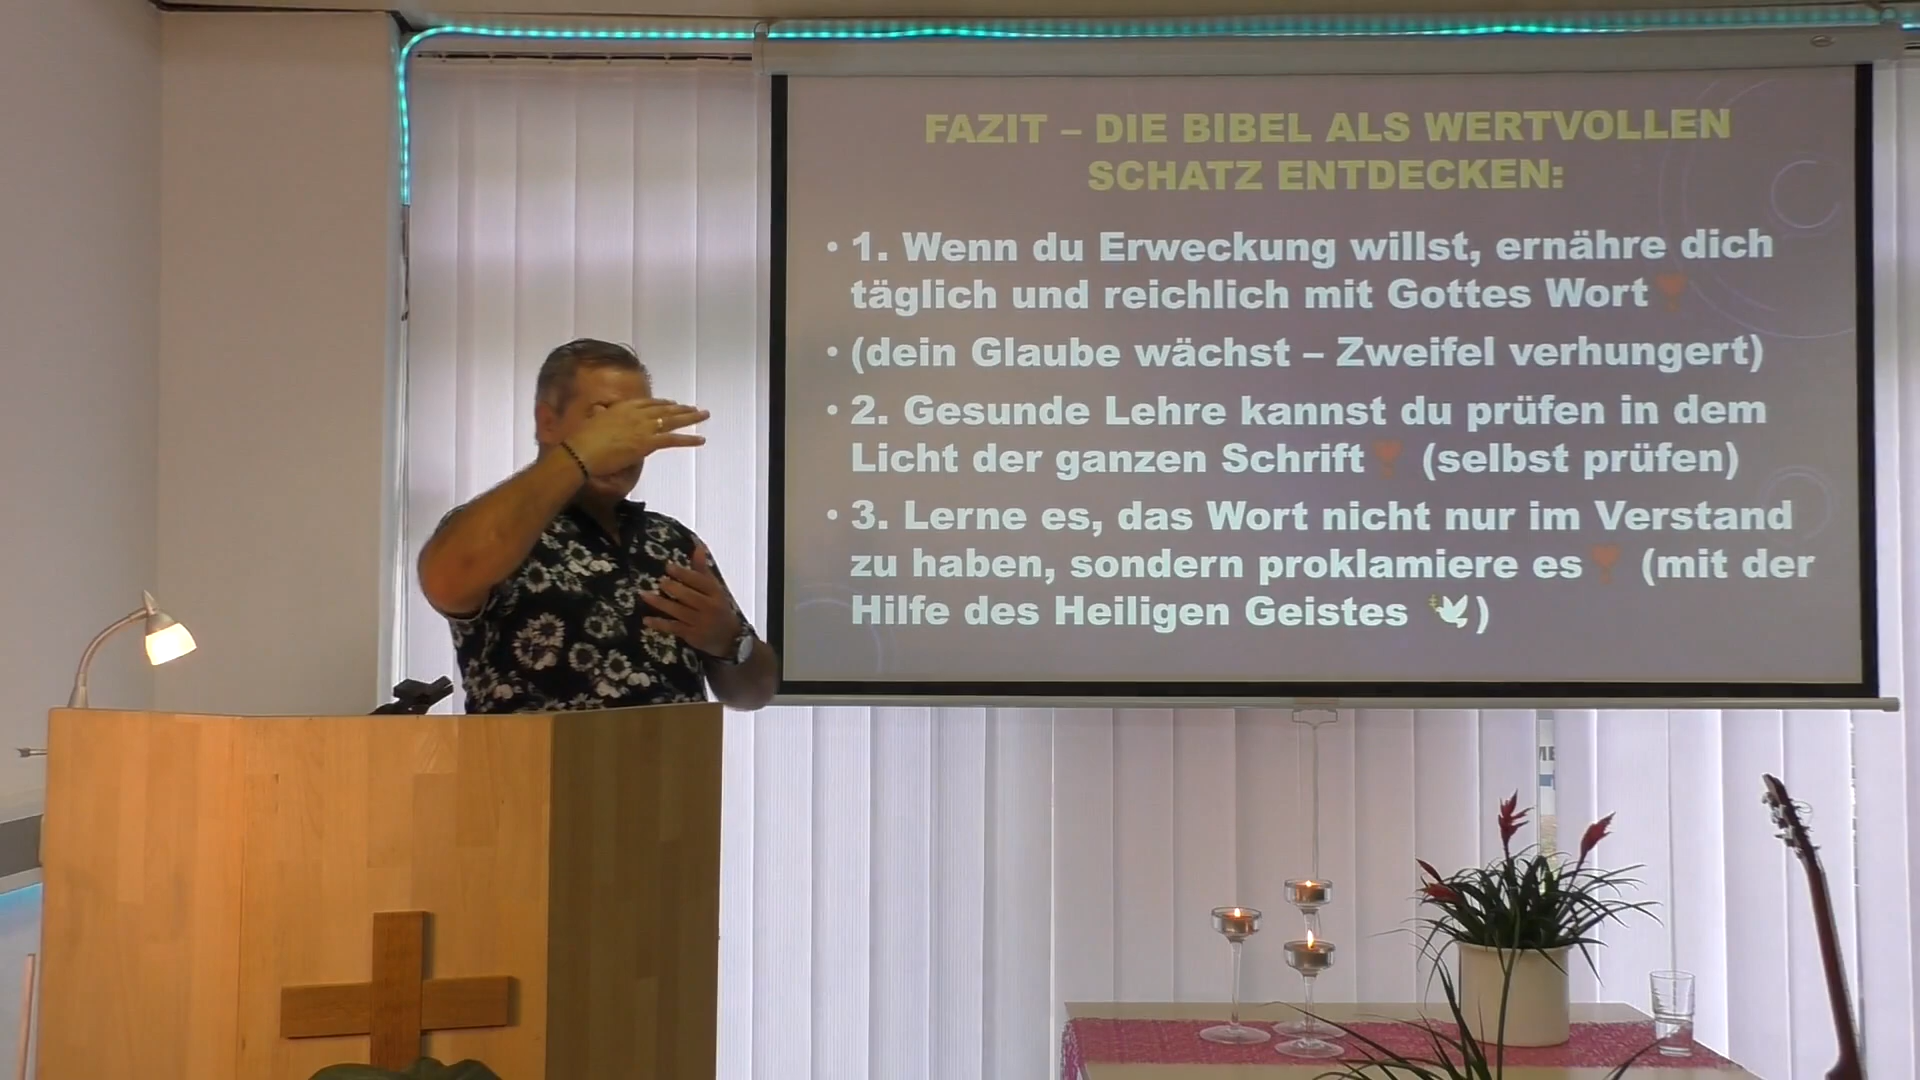 FAZIT – DIE BIBEL ALS WERTVOLLEN
SCHATZ ENTDECKEN:
• 1. Wenn du Erweckung willst, ernähre dich
täglich und reichlich mit Gottes Wort❣
• (dein Glaube wächst – Zweifel verhungert)
• 2. Gesunde Lehre kannst du prüfen in dem
Licht der ganzen Schrift❣ (selbst prüfen)
• 3. Lerne es, das Wort nicht nur im Verstand
zu haben, sondern proklamiere es❣ (mit der
Hilfe des Heiligen Geistes 🕊)